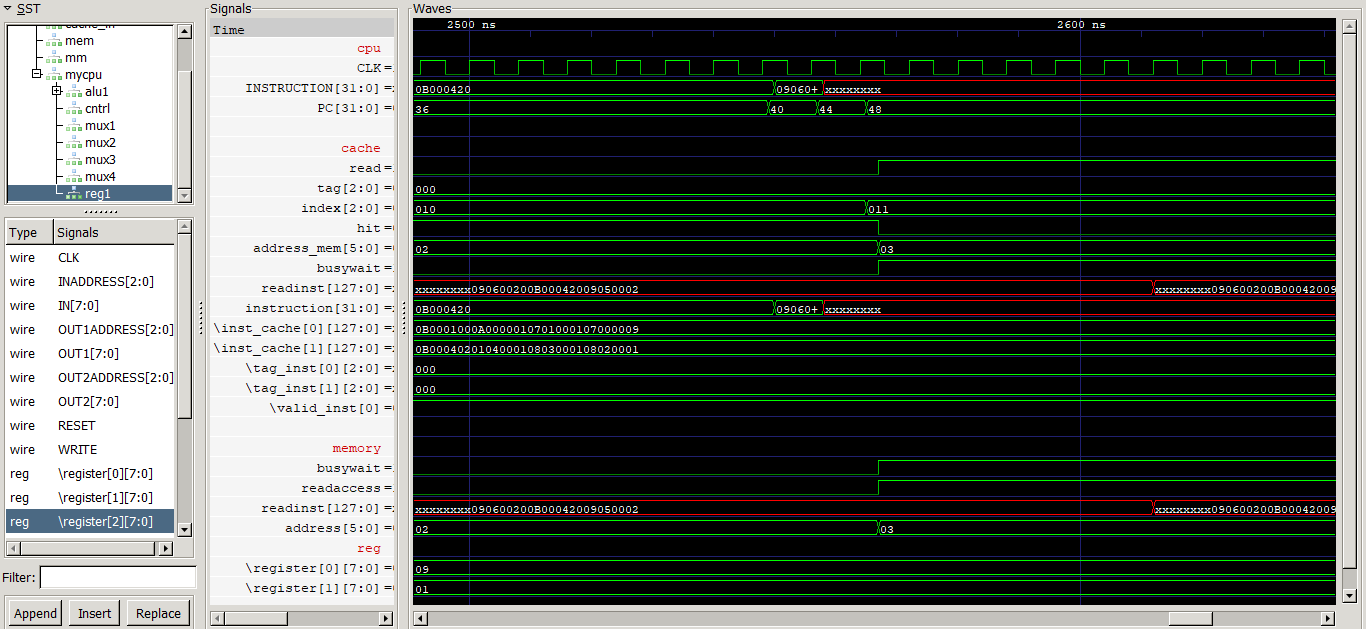 SST
mem
mm
mycpu
alu1
cntrl
mux1
mux2
mux3
mux4
reg1
Type Signals
wire CLK
wire INADDRESS[2:0]
wire IN[7:0]
wire OUT1ADDRESS[2:0]
wire OUT1[7:0]
wire OUT2ADDRESS[2:0]
wire OUT2[7:0]
wire RESET
wire WRITE
reg \register[0][7:0]
reg \register[1][7:0]
reg \register[2][7:0]
Filter:
Append Insert Replace
Signals
Time
cpu
CLK =
INSTRUCTION[31:0] =
PC[31:0] =
cache
read =
tag[2:0] =
index[2:0] =
hit =
address_mem[5:0] =
busywait =
readinst[127:0] =
instruction[31:0] =
\inst_cache[0][127:0] =
\inst_cache[1][127:0] =
\tag_inst[0][2:0] =
\tag_inst[1][2:0] =
\valid_inst[0] =
memory
busywait =
readaccess =
readinst[127:0] =
address[5:0] =
reg
\register[0][7:0] =
\register[1][7:0] =
Waves
2500 ns 2600 ns
0B000420 09060+ xxxxxxxx
36 40 44 48
000
010 011
02 03
xxxxxxxx090600200B00042009050002 xxxxxxxx090600200B00042009
0B000420 09060+ xxxxxxxx
0B0001000A0000010701000107000009
0B000402010400010803000108020001
000
000
xxxxxxxx090600200B00042009050002 xxxxxxxx090600200B00042009
02 03
09
01